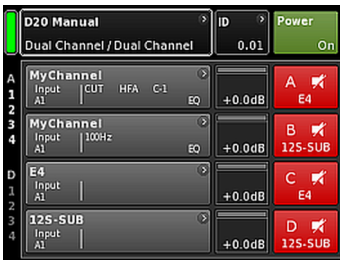 D20 Manual
Dual Channel / Dual Channel
ID
0.01
Power
On
A
1
2
3
4
MyChannel
Input
A1
CUT HFA C-1
EQ
+0.0dB
A
E4
MyChannel
Input
A1
100Hz
EQ
+0.0dB
B
12S-SUB
D
1
2
3
4
E4
Input
A1
+0.0dB
C
E4
12S-SUB
Input
A1
+0.0dB
D
12S-SUB